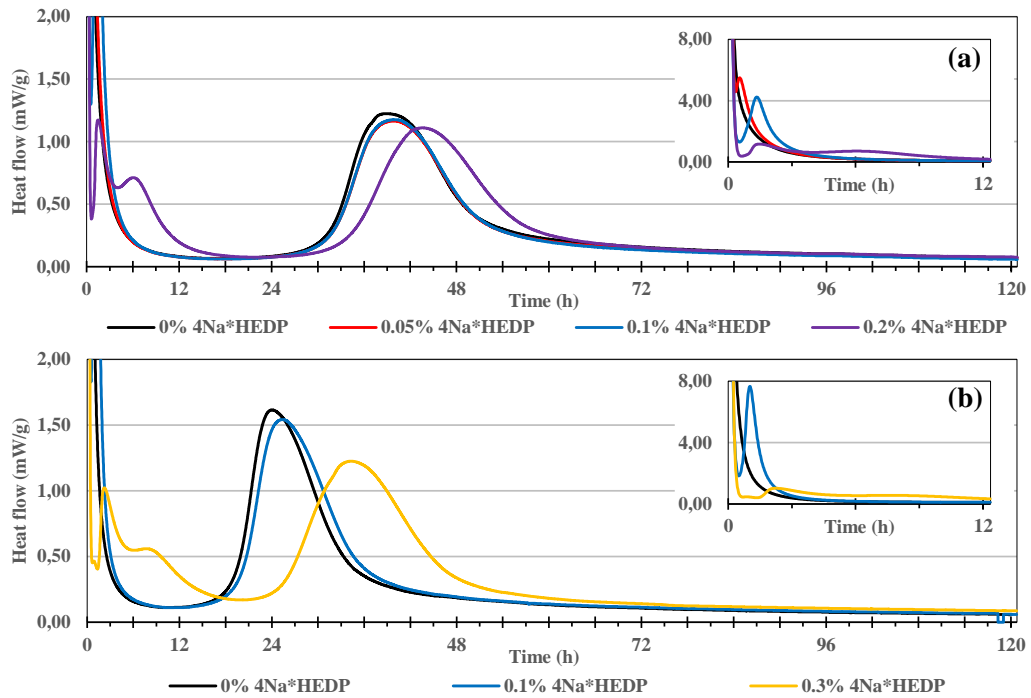 2,00
1,50
1,00
0,50
0,00
Heat flow (mW/g)
0 12 24 48 72 96 120
Time (h)
8,00
4,00
0,00
0 12
Time (h)
(a)
0% 4Na*HEDP 0.05% 4Na*HEDP 0.1% 4Na*HEDP 0.2% 4Na*HEDP
2,00
1,50
1,00
0,50
0,00
Heat flow (mW/g)
0 12 24 48 72 96 120
Time (h)
8,00
4,00
0,00
0 12
Time (h)
(b)
0% 4Na*HEDP 0.1% 4Na*HEDP 0.3% 4Na*HEDP